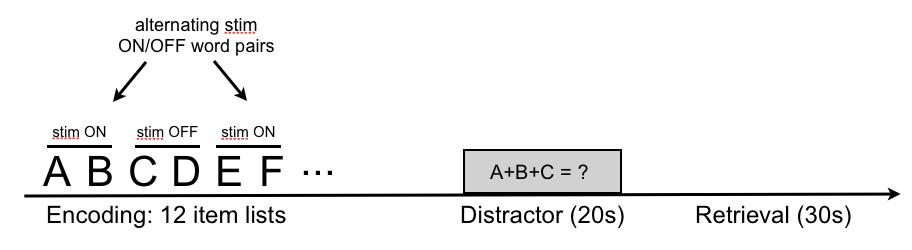 alternating stim
ON/OFF word pairs
stim ON stim OFF stim ON
A B C D E F ...
A+B+C = ?
Encoding: 12 item lists Distractor (20s) Retrieval (30s)